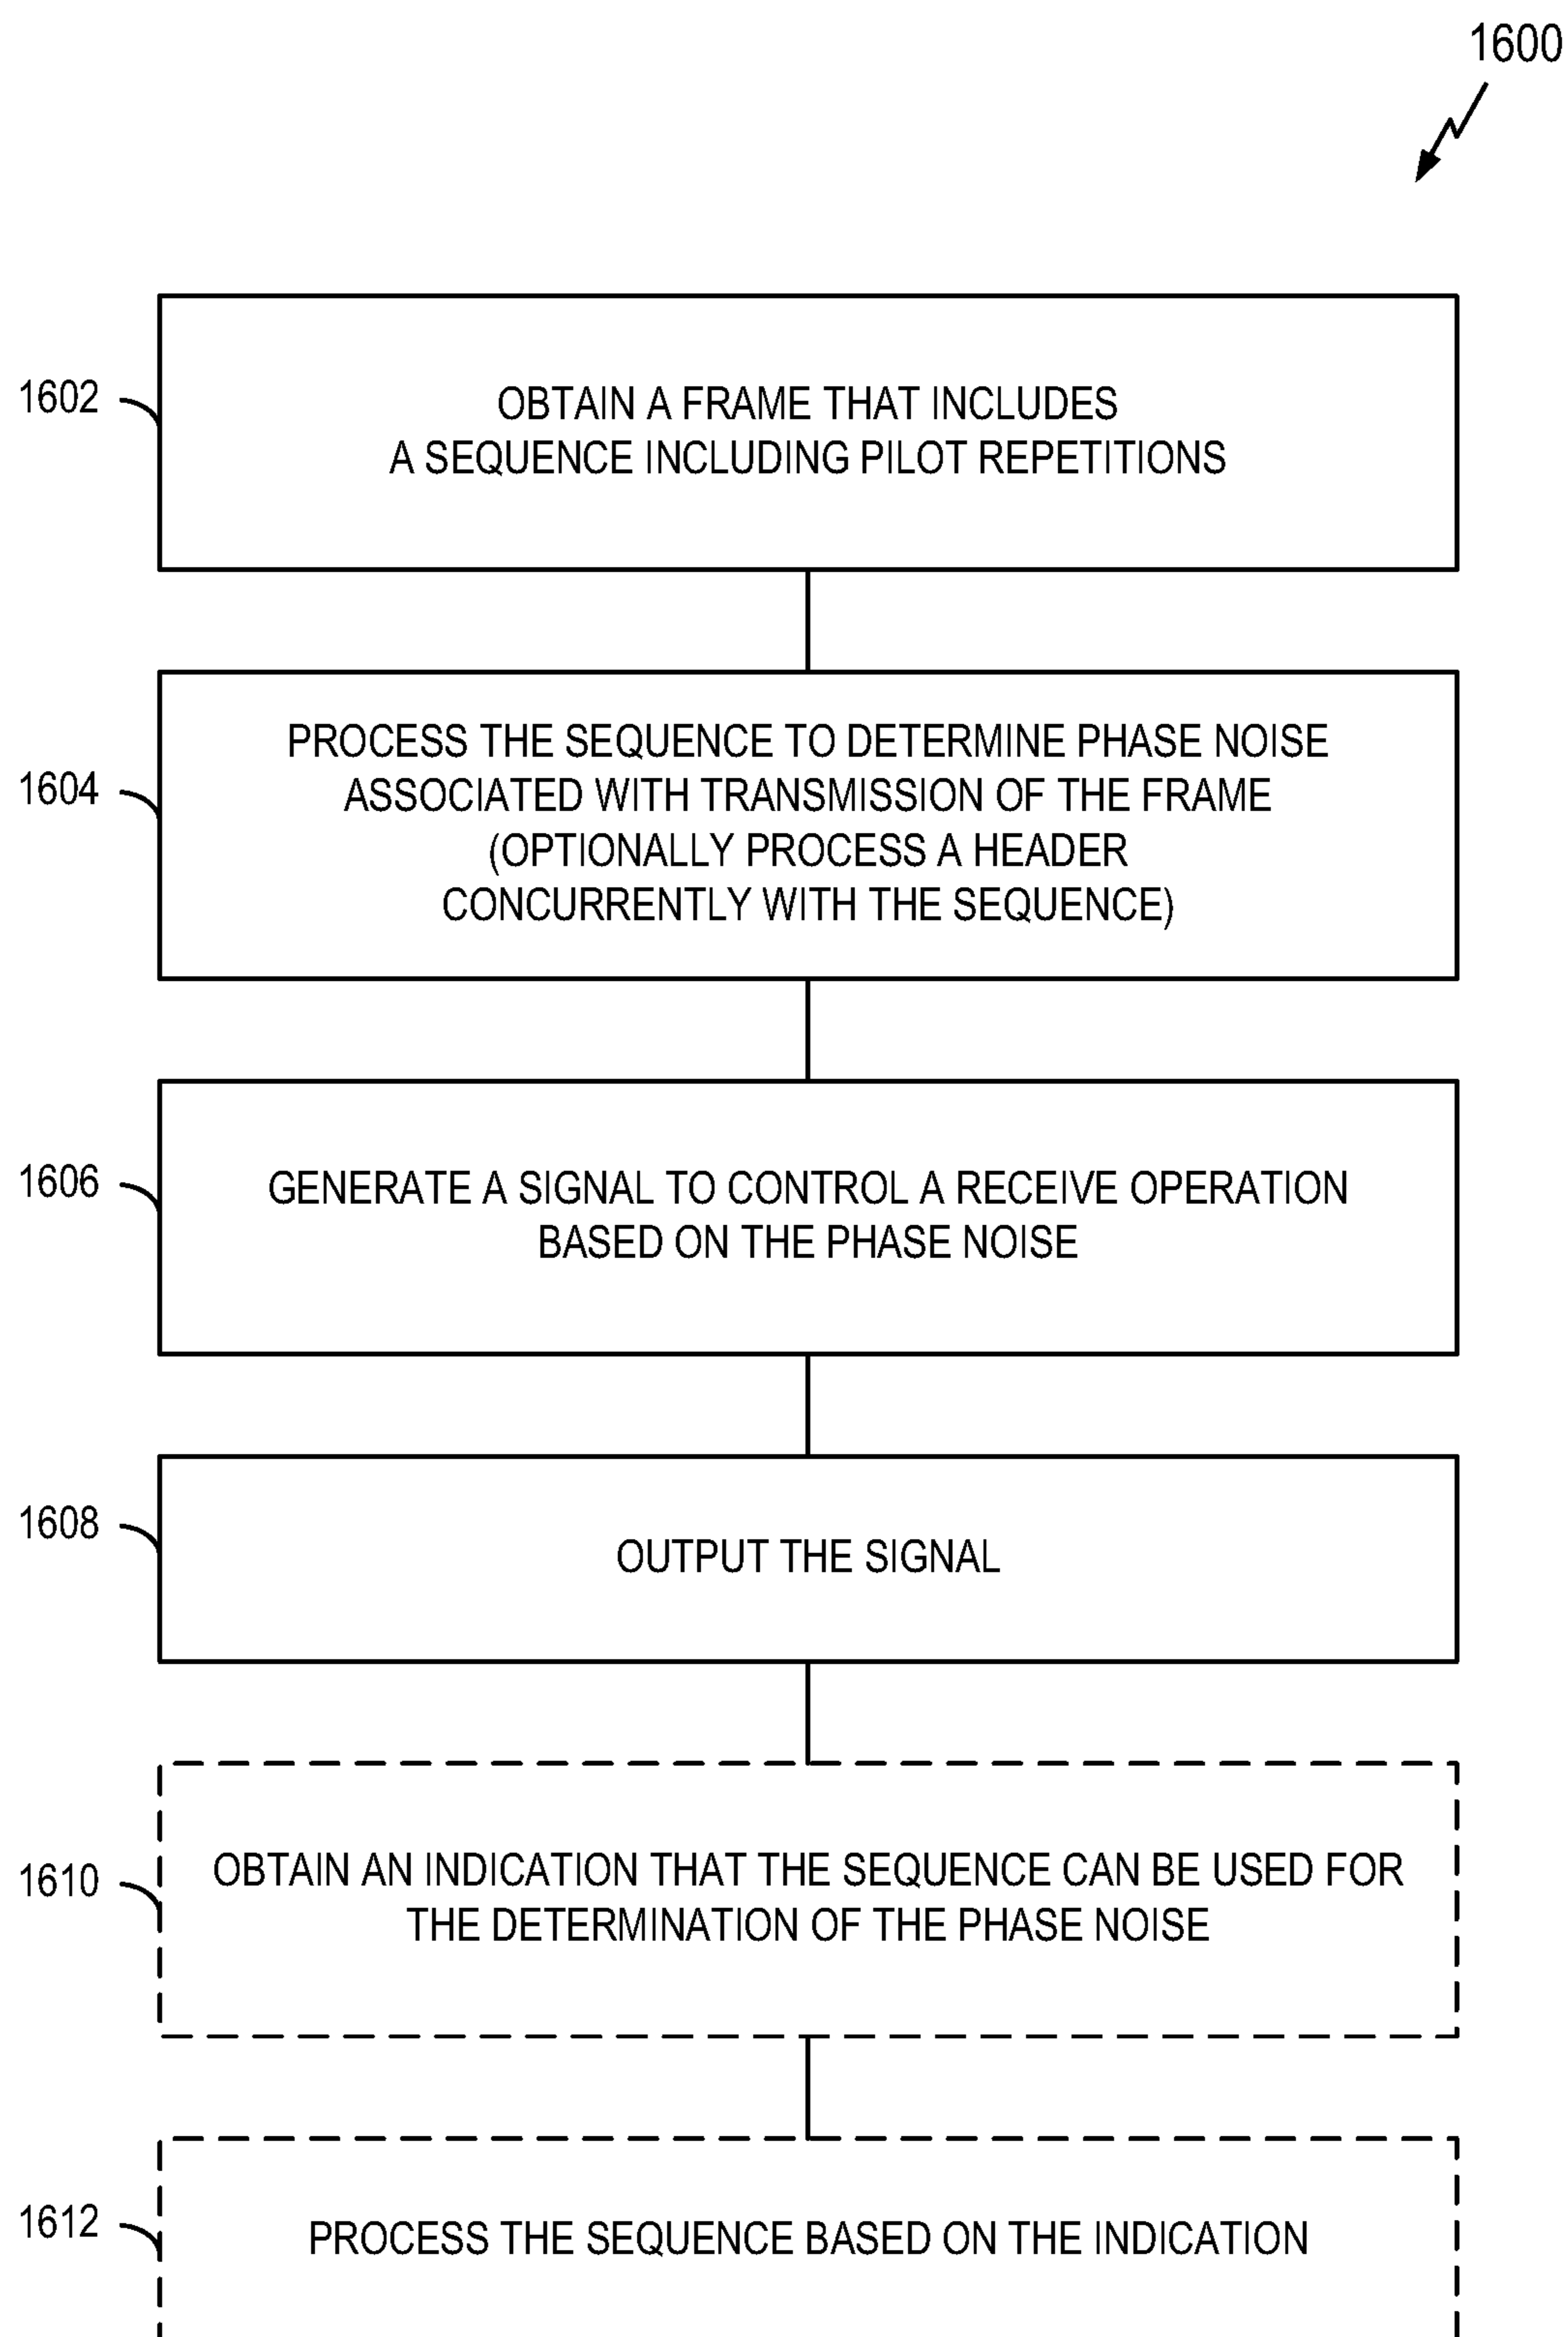 1600
1602
OBTAIN A FRAME THAT INCLUDES
A SEQUENCE INCLUDING PILOT REPETITIONS
1604
PROCESS THE SEQUENCE TO DETERMINE PHASE NOISE
ASSOCIATED WITH TRANSMISSION OF THE FRAME
(OPTIONALLY PROCESS A HEADER
CONCURRENTLY WITH THE SEQUENCE)
1606
GENERATE A SIGNAL TO CONTROL A RECEIVE OPERATION
BASED ON THE PHASE NOISE
1608
OUTPUT THE SIGNAL
1610
OBTAIN AN INDICATION THAT THE SEQUENCE CAN BE USED FOR
THE DETERMINATION OF THE PHASE NOISE
1612
PROCESS THE SEQUENCE BASED ON THE INDICATION